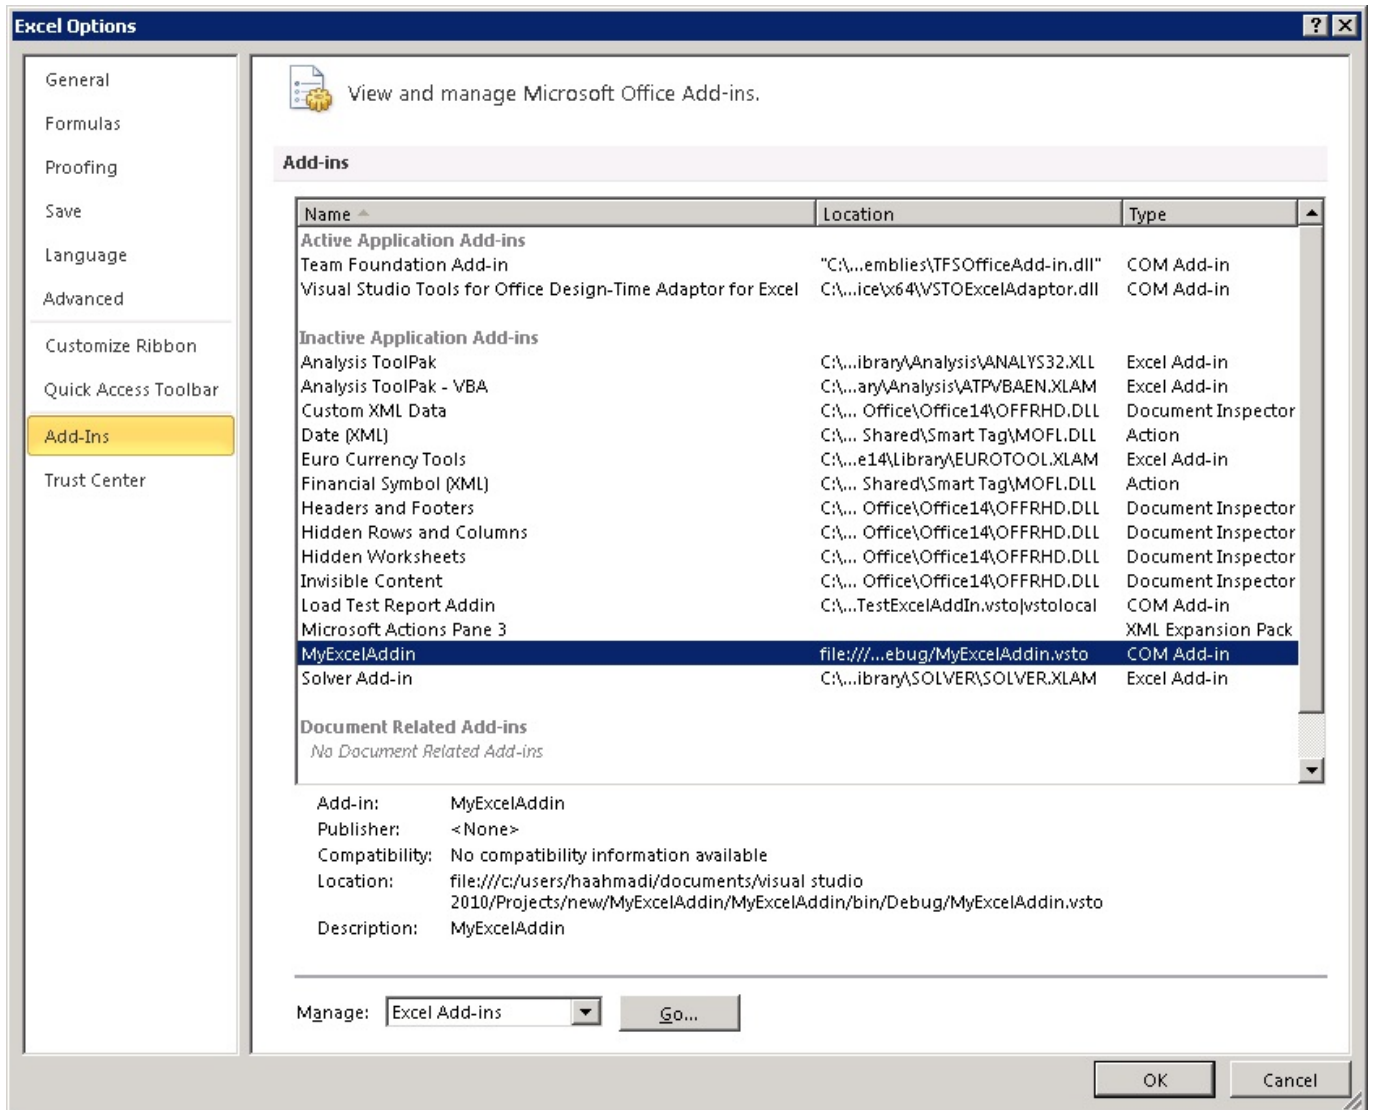 Excel Options
General
Formulas
Proofing
Save
Language
Advanced
Customize Ribbon
Quick Access Toolbar
Add-Ins
Trust Center
View and manage Microsoft Office Add-ins.
Add-ins
Name Location Type
Active Application Add-ins
Team Foundation Add-in "C:\...emblies\TFSOfficeAdd-in.dll" COM Add-in
Visual Studio Tools for Office Design-Time Adaptor for Excel C:\...ice\x64\VSTOExcelAdaptor.dll COM Add-in
Inactive Application Add-ins
Analysis ToolPak C:\...ibrary\Analysis\ANALYS32.XLL Excel Add-in
Analysis ToolPak - VBA C:\...ary\Analysis\ATPVBAEN.XLAM Excel Add-in
Custom XML Data C:\... Office\Office14\OFFRHD.DLL Document Inspector
Date (XML) C:\... Shared\Smart Tag\MOFL.DLL Action
Euro Currency Tools C:\...e14\Library\EUROTOOL.XLAM Excel Add-in
Financial Symbol (XML) C:\... Shared\Smart Tag\MOFL.DLL Action
Headers and Footers C:\... Office\Office14\OFFRHD.DLL Document Inspector
Hidden Rows and Columns C:\... Office\Office14\OFFRHD.DLL Document Inspector
Hidden Worksheets C:\... Office\Office14\OFFRHD.DLL Document Inspector
Invisible Content C:\... Office\Office14\OFFRHD.DLL Document Inspector
Load Test Report Addin C:\...TestExcelAddIn.vsto|vstolocal COM Add-in
Microsoft Actions Pane 3 XML Expansion Pack
MyExcelAddin file:///...ebug/MyExcelAddin.vsto COM Add-in
Solver Add-in C:\...ibrary\SOLVER\SOLVER.XLAM Excel Add-in
Document Related Add-ins
No Document Related Add-ins
Add-in: MyExcelAddin
Publisher: <None>
Compatibility: No compatibility information available
Location: file:///c:/users/haahmadi/documents/visual studio
2010/Projects/new/MyExcelAddin/MyExcelAddin/bin/Debug/MyExcelAddin.vsto
Description: MyExcelAddin
Manage: Excel Add-ins Go...
OK Cancel